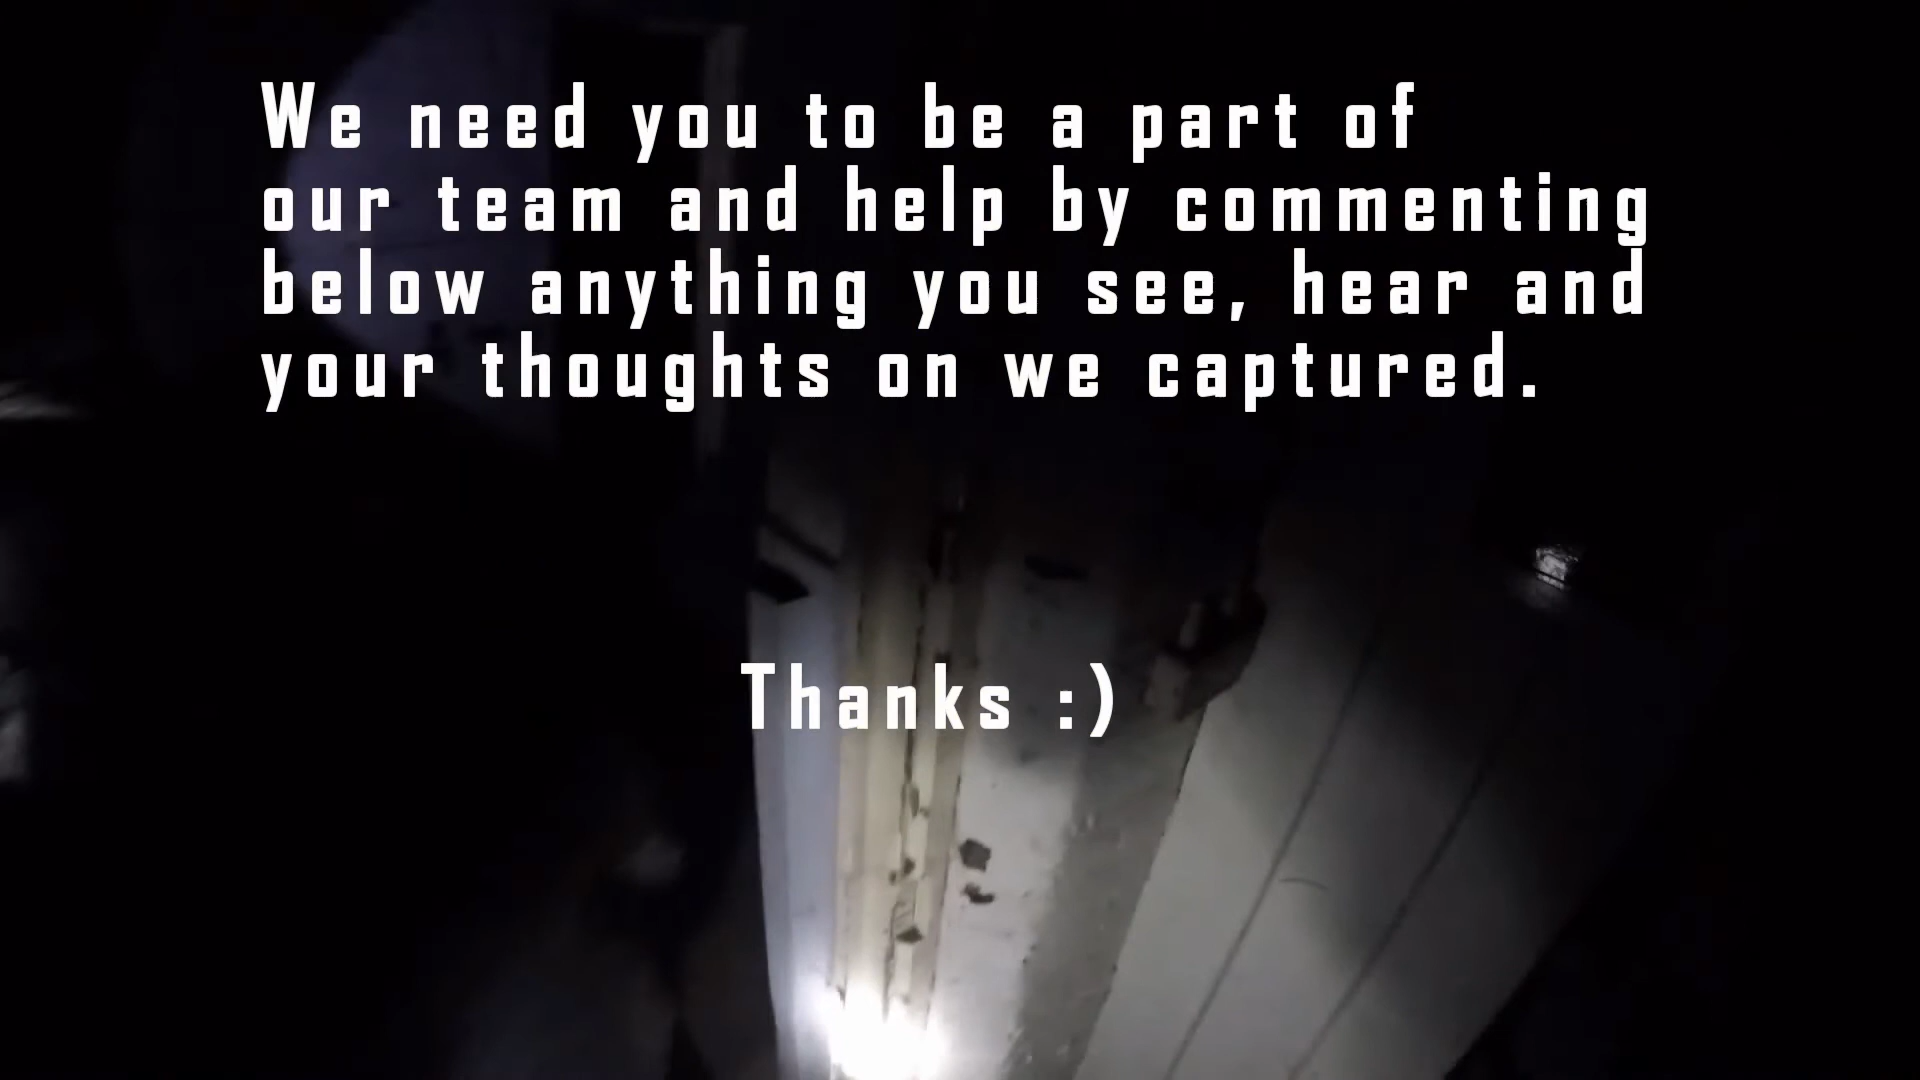 We need you to be a part of
our team and help by commenting
below anything you see, hear and
your thoughts on we captured.
Thanks :)